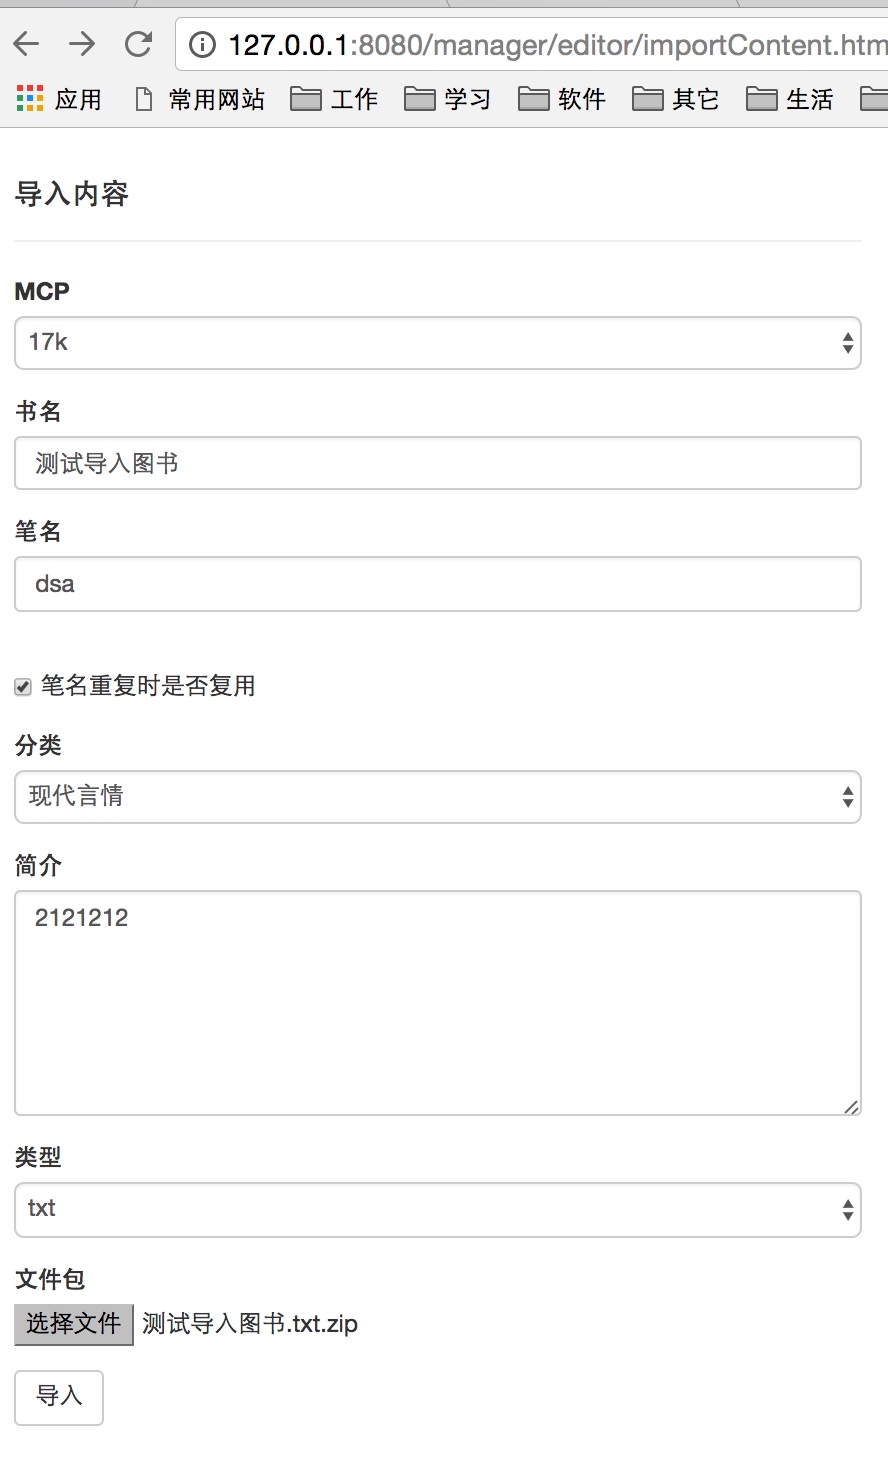 127.0.0.1:8080/manager/editor/importContent.htm
应用 常用网站 工作 学习 软件 其它 生活
导入内容
MCP
17k
书名
测试导入图书
笔名
dsa
笔名重复时是否复用
分类
现代言情
简介
2121212
类型
txt
文件包
选择文件 测试导入图书.txt.zip
导入